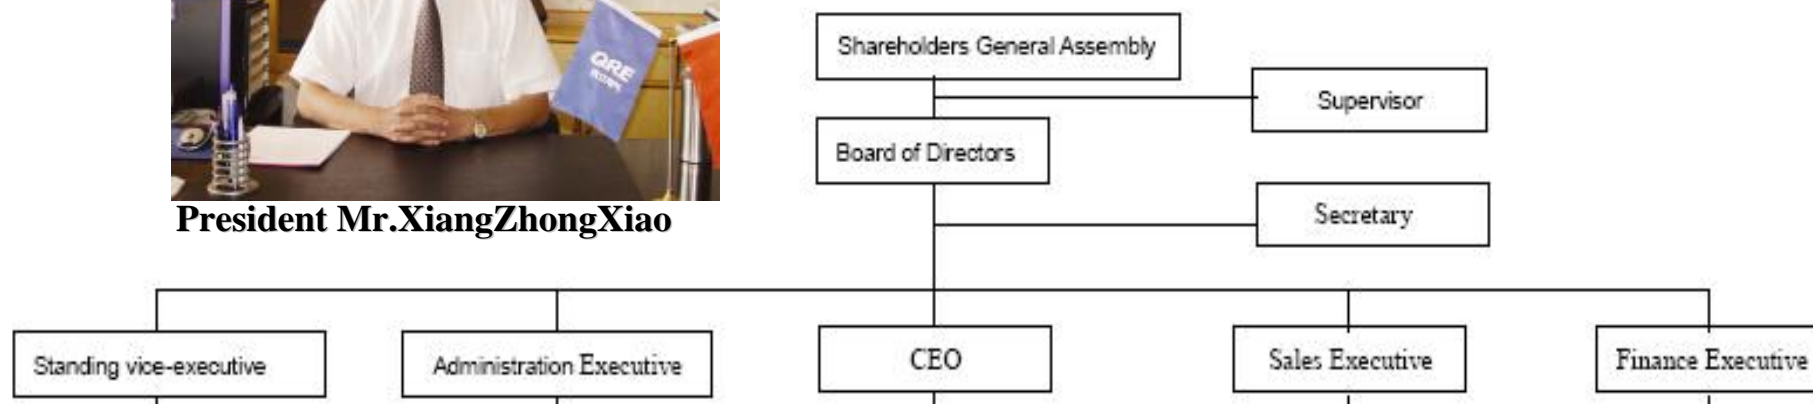 QRE
President Mr.XiangZhongXiao
Shareholders General Assembly
Supervisor
Board of Directors
Secretary
Standing vice-executive
Administration Executive
CEO
Sales Executive
Finance Executive